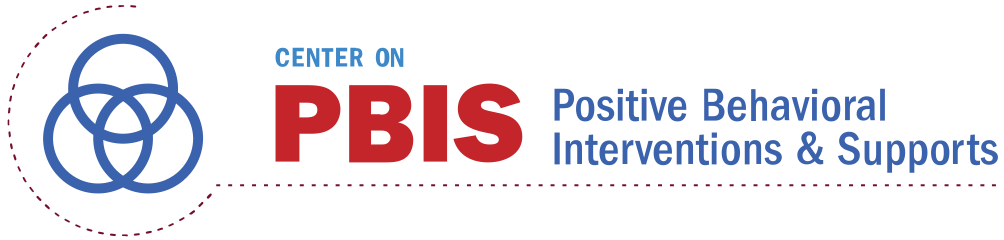 CENTER ON
PBIS
Positive Behavioral
Interventions & Supports